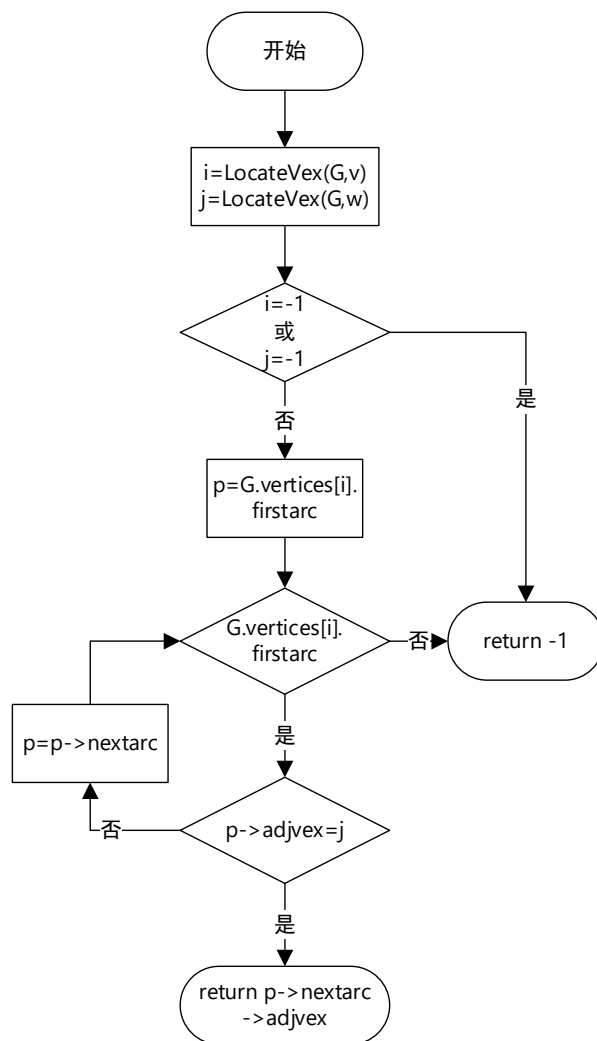 开始
i=LocateVex(G,v)
j=LocateVex(G,w)
i=-1
或
j=-1
是
否
p=G.vertices[i].
firstarc
G.vertices[i].
firstarc
否
return -1
是
p=p->nextarc
否
p->adjvex=j
是
return p->nextarc
->adjvex